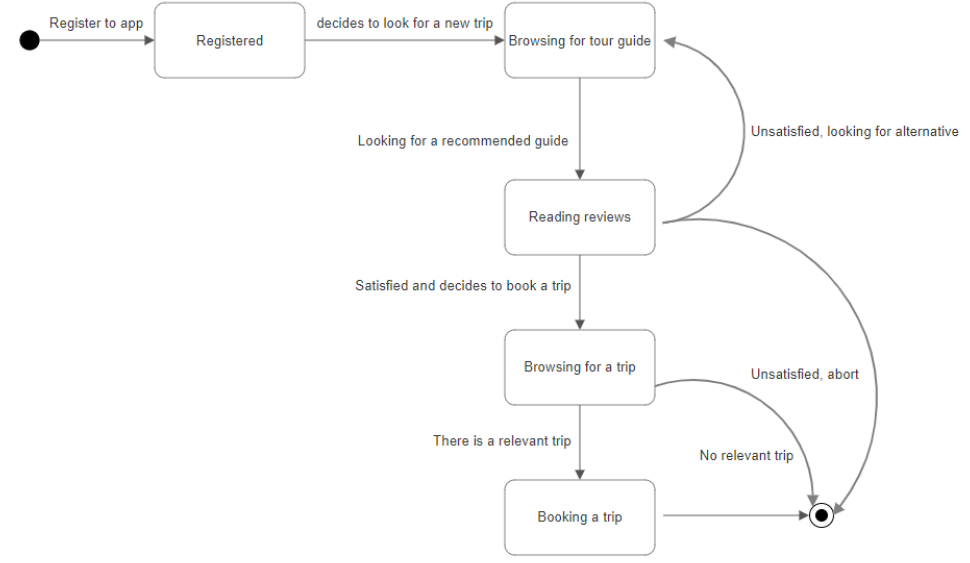 Register to app
decides to look for a new trip
Registered
Browsing for tour guide
Unsatisfied, looking for alternative
Looking for a recommended guide
Reading reviews
Satisfied and decides to book a trip
Browsing for a trip
Unsatisfied, abort
There is a relevant trip
No relevant trip
Booking a trip